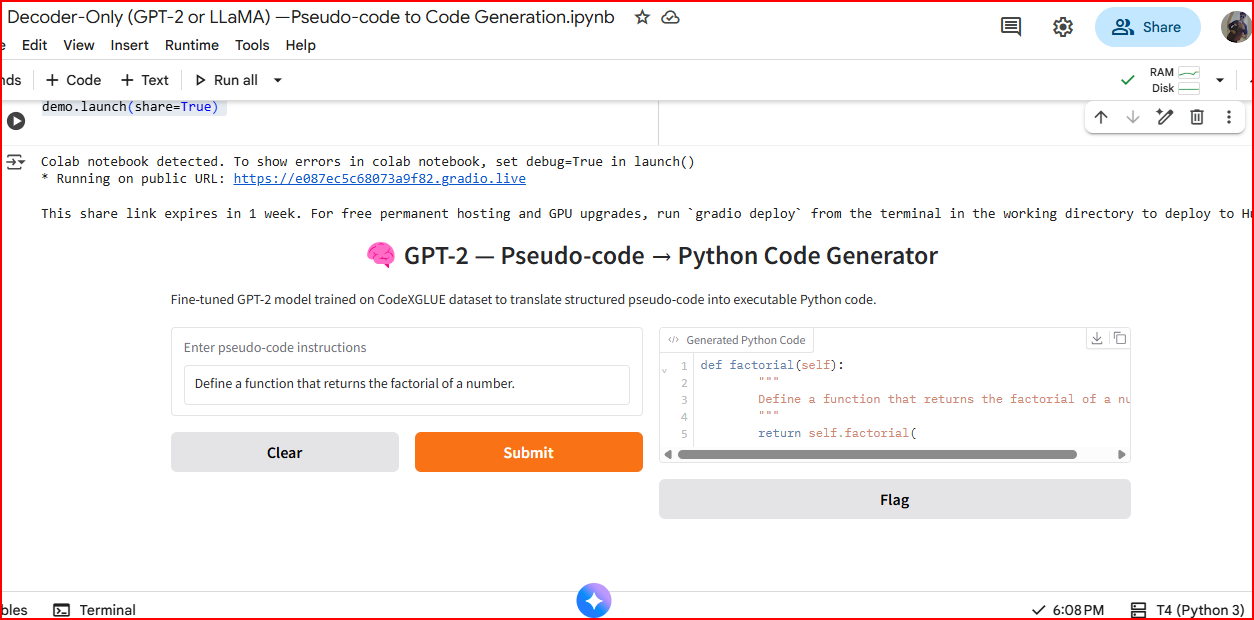 Decoder-Only (GPT-2 or LLaMA) —Pseudo-code to Code Generation.ipynb
Share
Edit View Insert Runtime Tools Help
+ Code + Text Run all
RAM
Disk
demo.launch(share=True)
Colab notebook detected. To show errors in colab notebook, set debug=True in launch()
* Running on public URL: https://e087ec5c68073a9f82.gradio.live
This share link expires in 1 week. For free permanent hosting and GPU upgrades, run `gradio deploy` from the terminal in the working directory to deploy to
🧠 GPT-2 — Pseudo-code → Python Code Generator
Fine-tuned GPT-2 model trained on CodeXGLUE dataset to translate structured pseudo-code into executable Python code.
Enter pseudo-code instructions
Define a function that returns the factorial of a number.
Clear
Submit
Generated Python Code
1 def factorial(self):
2 """
3 Define a function that returns the factorial of a
4 """
5 return self.factorial(
Flag
Terminal
6:08 PM
T4 (Python 3)